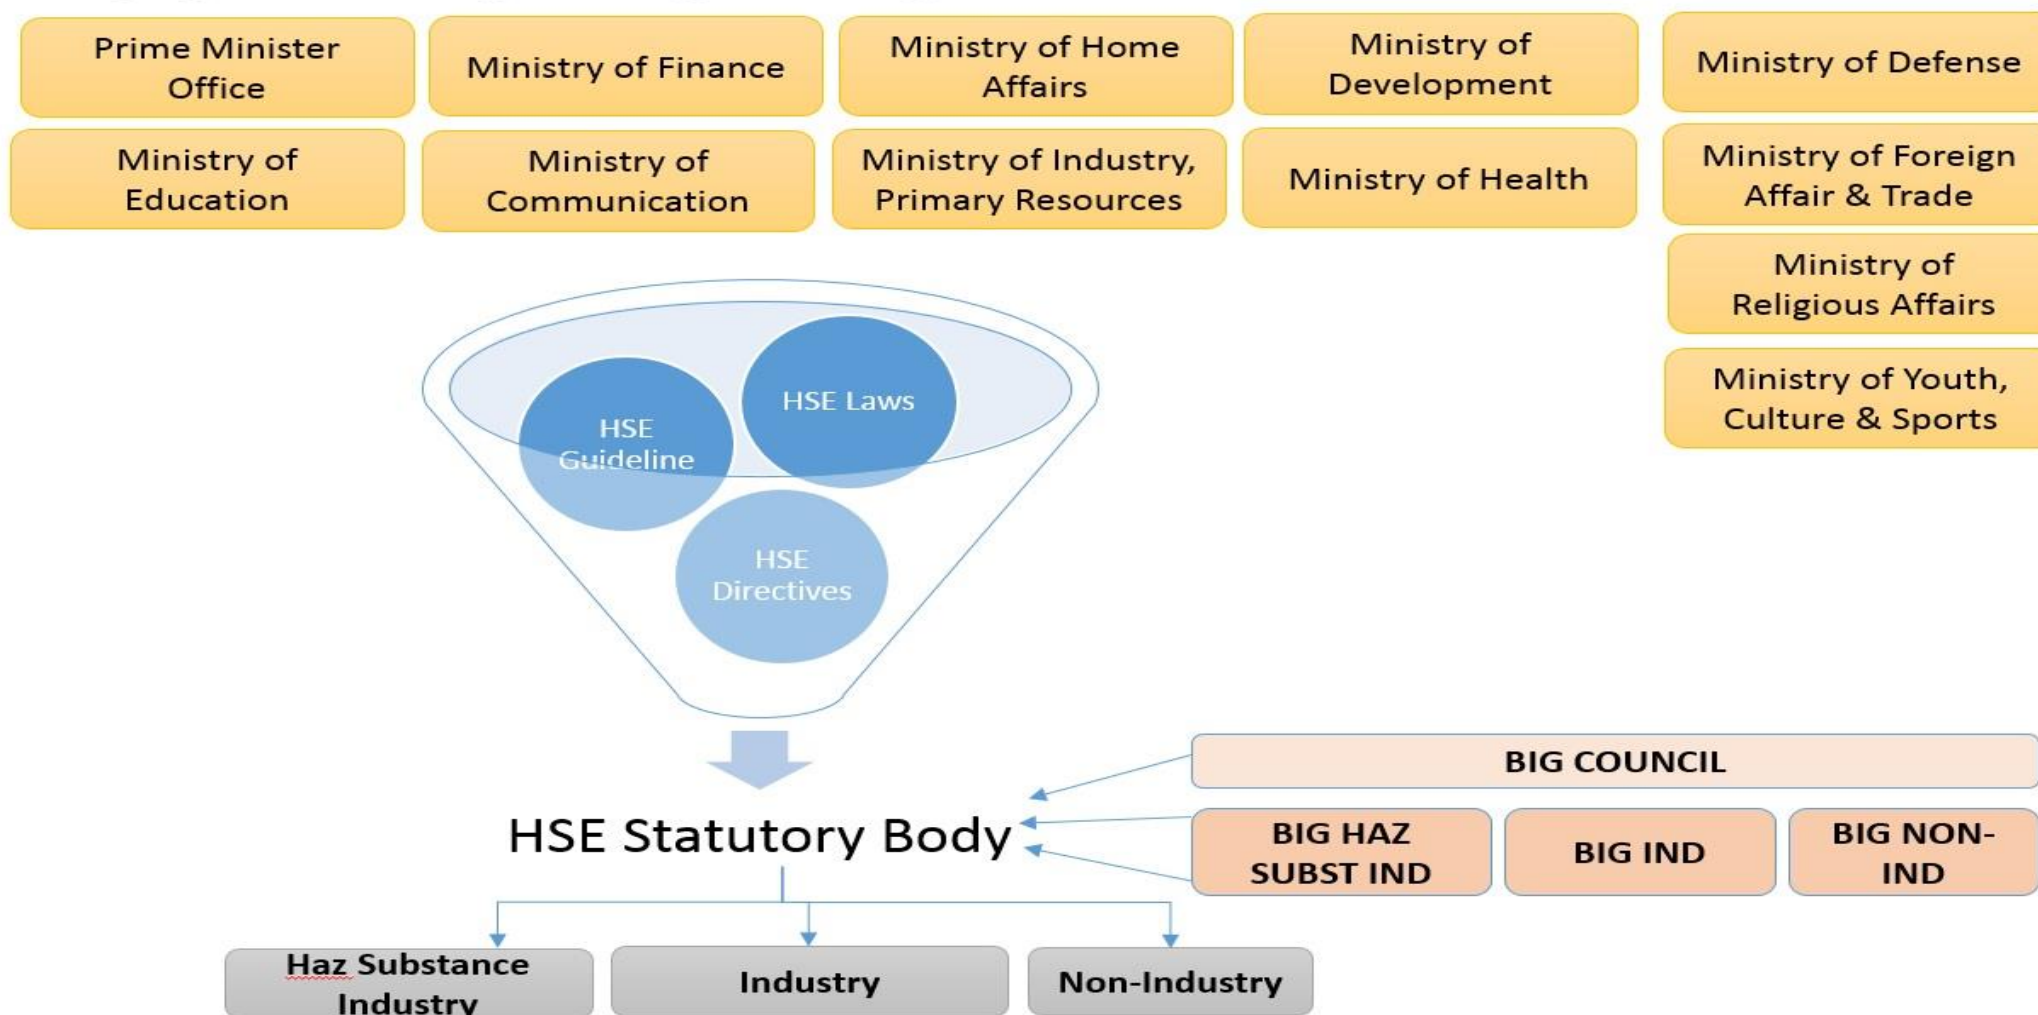 Prime Minister
Office
Ministry of Finance
Ministry of Home
Affairs
Ministry of
Development
Ministry of Defense
Ministry of
Education
Ministry of
Communication
Ministry of Industry,
Primary Resources
Ministry of Health
Ministry of Foreign
Affair & Trade
Ministry of
Religious Affairs
Ministry of Youth,
Culture & Sports
HSE Laws
HSE
Guideline
HSE
Directives
BIG COUNCIL
HSE Statutory Body
BIG HAZ
SUBST IND
BIG IND
BIG NON-
IND
Haz Substance
Industry
Industry
Non-Industry